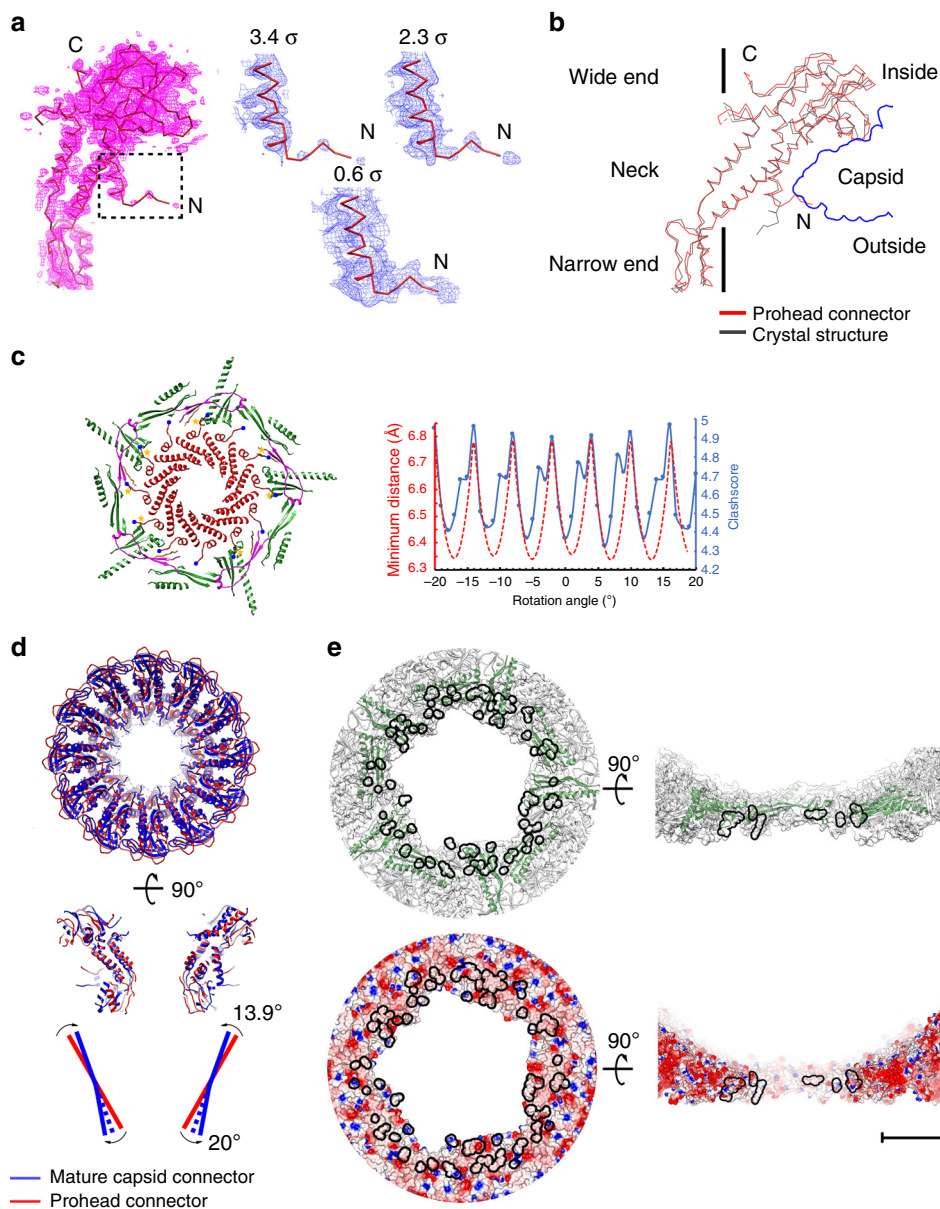 a
C
N
3.4 σ
N
2.3 σ
N
0.6 σ
N
b
Wide end
Neck
Narrow end
C
Inside
Capsid
N
Outside
Prohead connector
Crystal structure
c
Minimum distance (Å)
6.8
6.7
6.6
6.5
6.4
6.3
−20 −15 −10 −5 0 5 10 15 20
Rotation angle (°)
5
4.9
4.8
4.7
4.6
4.5
4.4
4.3
4.2
Clashscore
d
90°
13.9°
20°
Mature capsid connector
Prohead connector
e
90°
90°